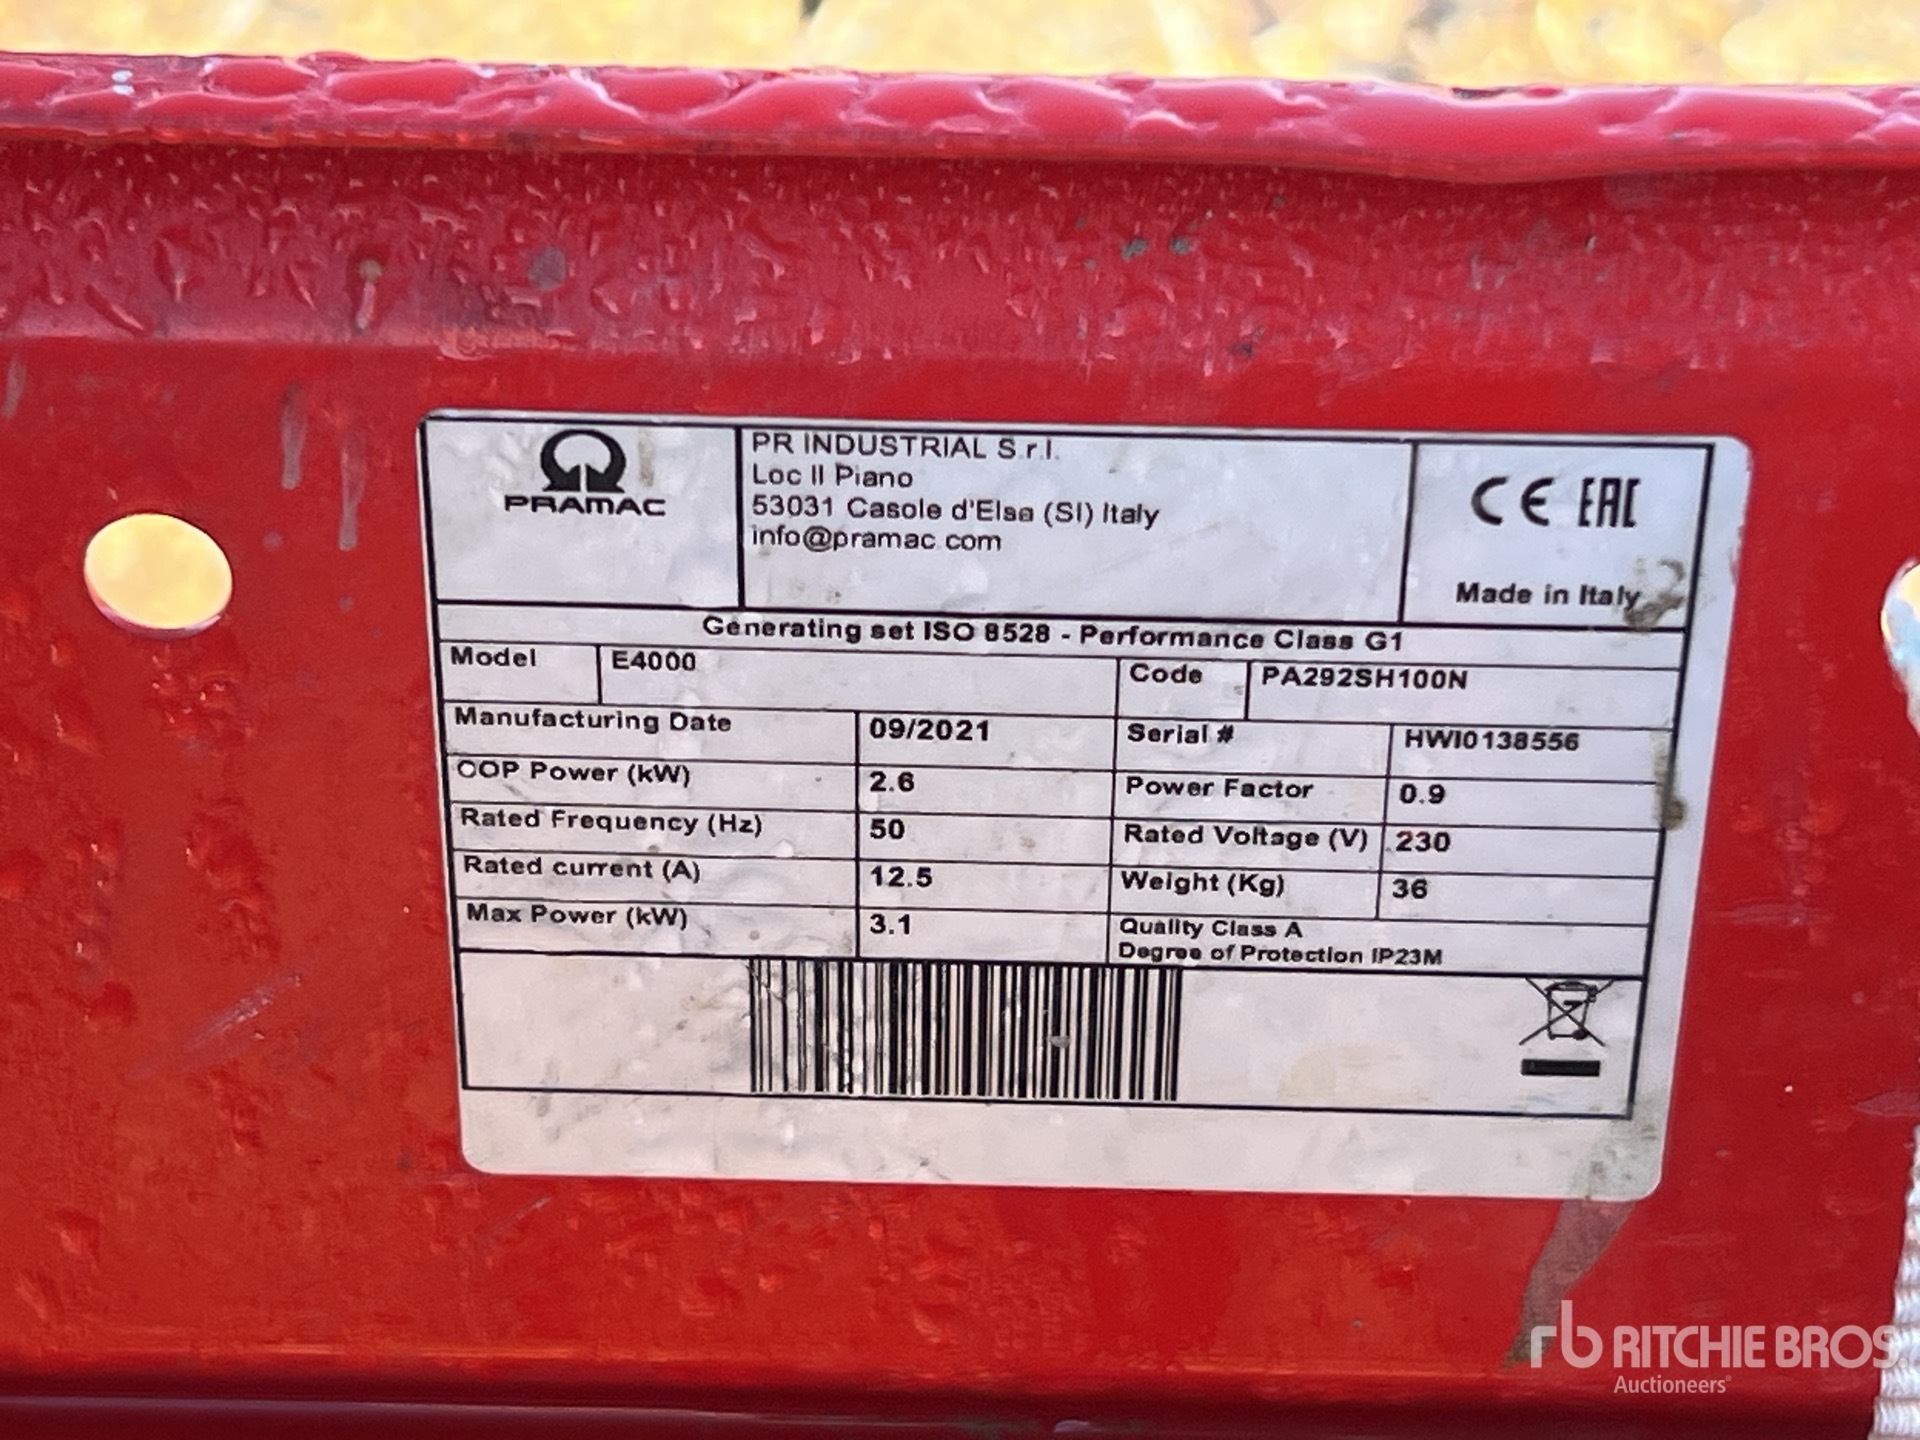 PRAMAC
PR INDUSTRIAL S.r.l.
Loc Il Piano
53031 Casole d'Elsa (SI) Italy
info@pramac.com
CE EAC
Made in Italy
Generating set ISO 8528 - Performance Class G1
Model E4000 Code PA292SH100N
Manufacturing Date 09/2021 Serial # HWI0138556
COP Power (kW) 2.6 Power Factor 0.9
Rated Frequency (Hz) 50 Rated Voltage (V) 230
Rated current (A) 12.5 Weight (Kg) 36
Max Power (kW) 3.1 Quality Class A
Degree of Protection IP23M
rb RITCHIE BROS.
Auctioneers